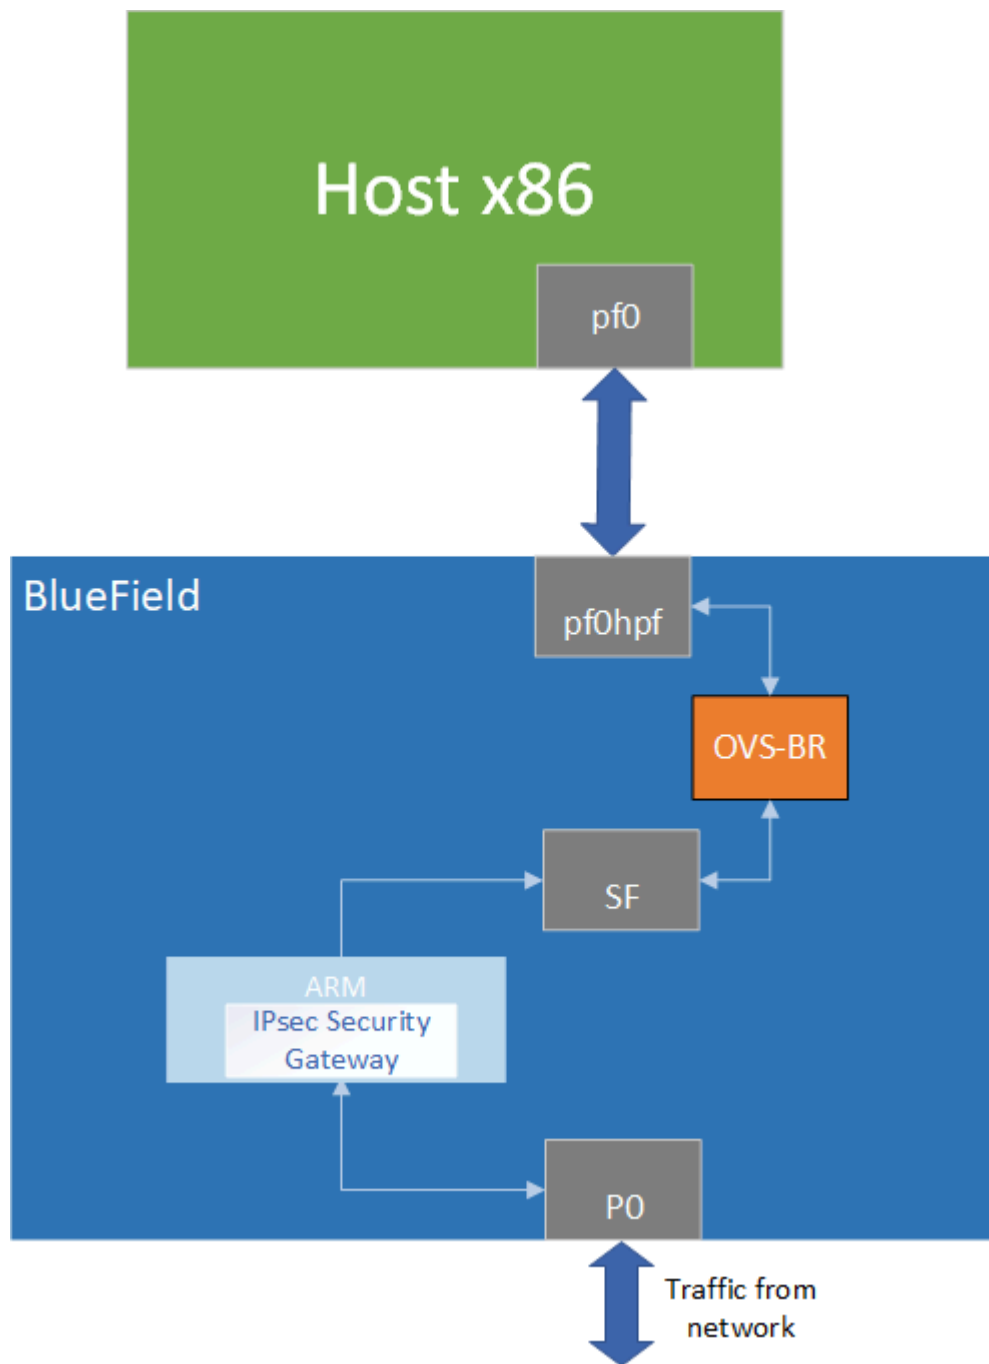 Host x86
pf0
BlueField
pf0hpf
OVS-BR
SF
ARM
IPsec Security
Gateway
P0
Traffic from
network